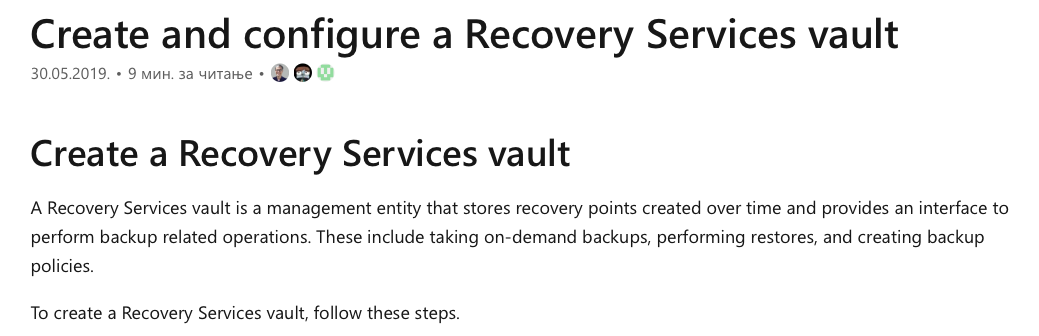 Create and configure a Recovery Services vault
30.05.2019. • 9 мин. за читање •
Create a Recovery Services vault
A Recovery Services vault is a management entity that stores recovery points created over time and provides an interface to
perform backup related operations. These include taking on-demand backups, performing restores, and creating backup
policies.
To create a Recovery Services vault, follow these steps.